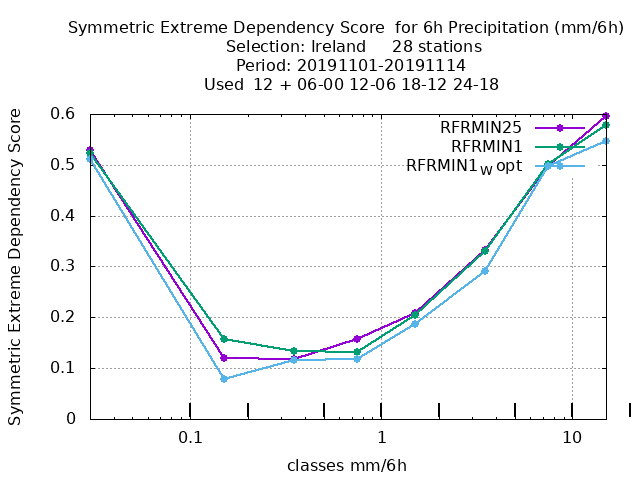 Symmetric Extreme Dependency Score  for 6h Precipitation (mm/6h)
Selection: Ireland     28 stations
Period: 20191101-20191114
Used  12 + 06-00 12-06 18-12 24-18
RFRMIN25
RFRMIN1
RFRMIN1_W opt
Symmetric Extreme Dependency Score
0.6
0.5
0.4
0.3
0.2
0.1
0
0.1 1 10
classes mm/6h